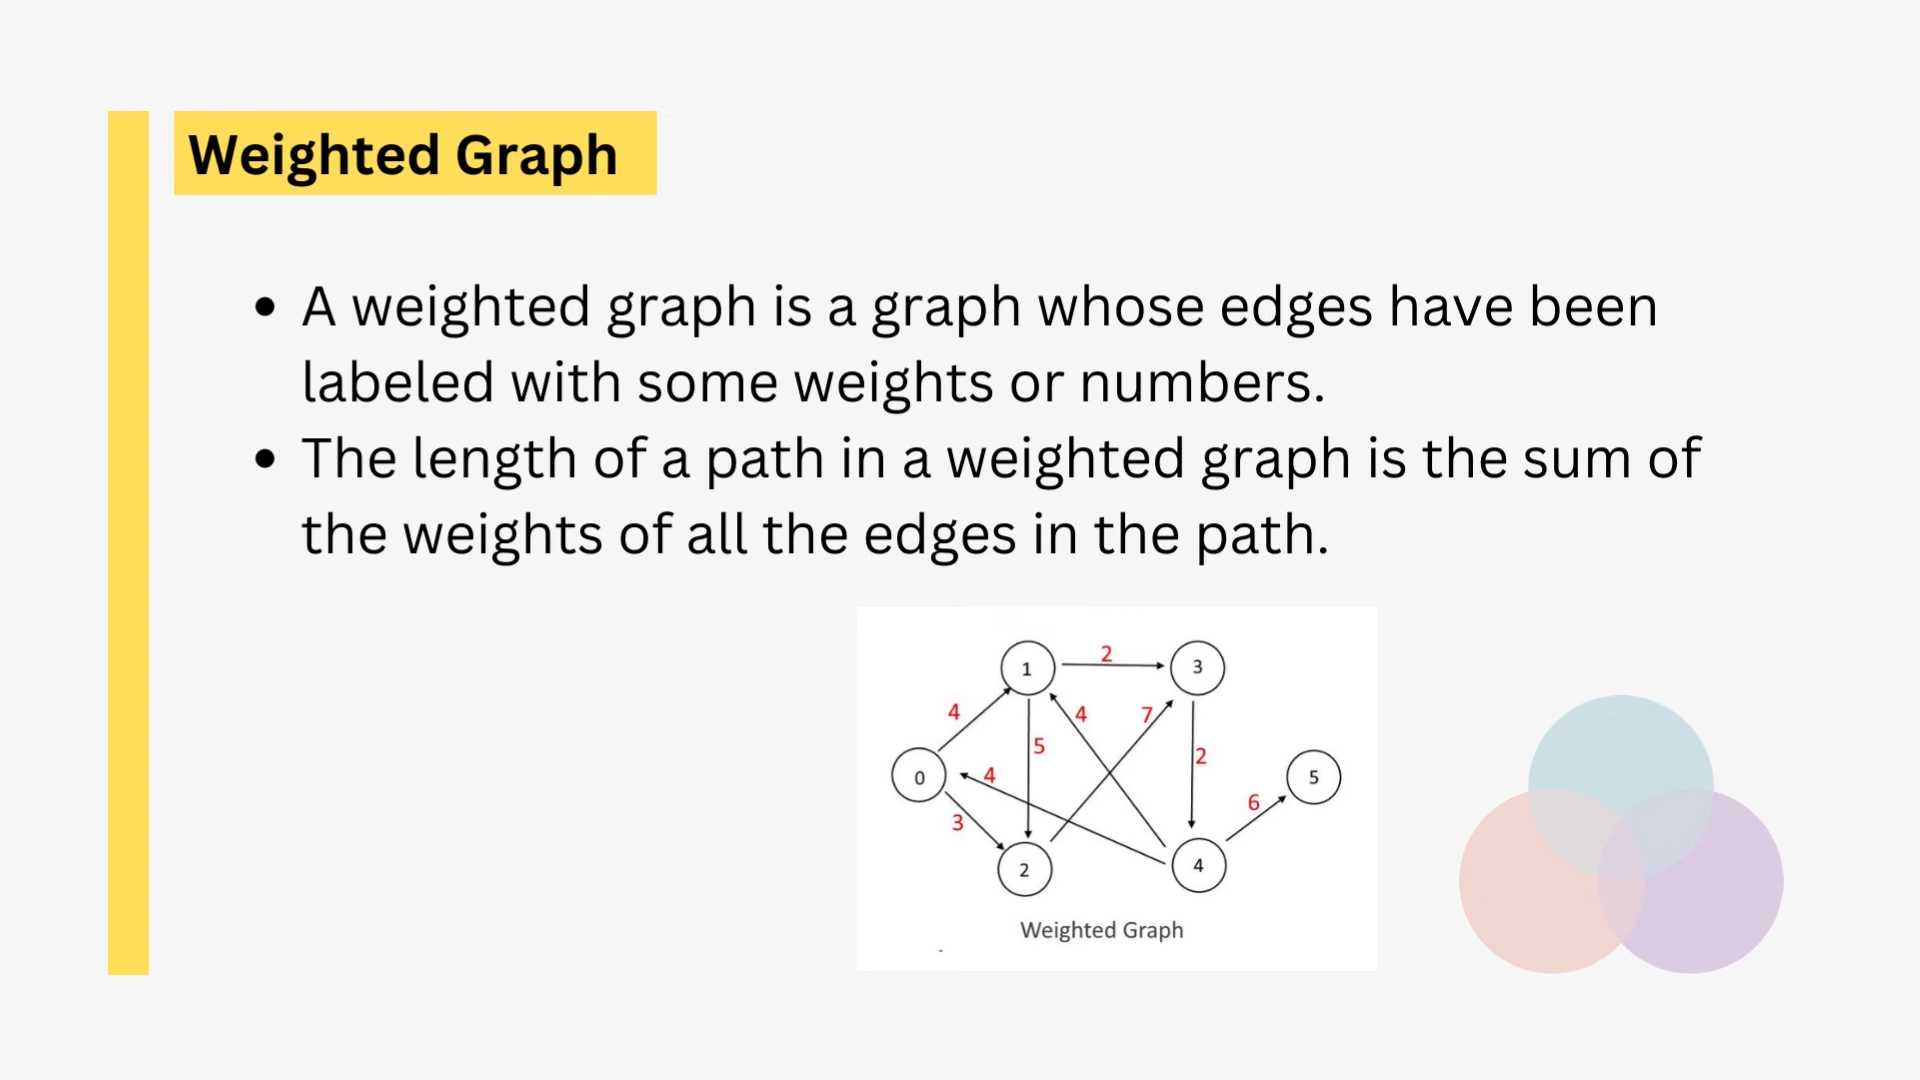 Weighted Graph
• A weighted graph is a graph whose edges have been
labeled with some weights or numbers.
• The length of a path in a weighted graph is the sum of
the weights of all the edges in the path.
2
1
3
4
4
7
5
2
4
0
5
6
3
2
4
Weighted Graph